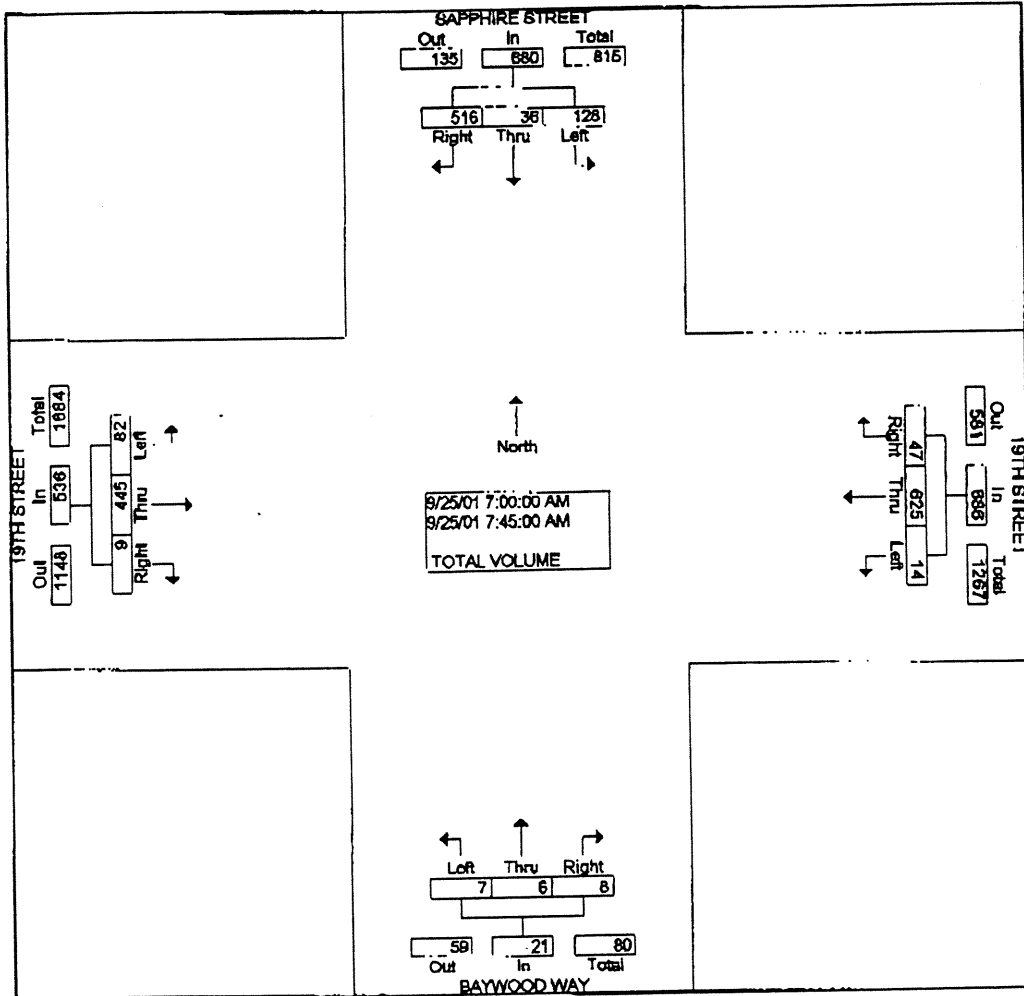 SAPPHIRE STREET
Out In Total
135 680 815
516 36 128
Right Thru Left
19TH STREET
Total In Out
1684 536 1148
82 445 9
Left Thru Right
North
9/25/01 7:00:00 AM
9/25/01 7:45:00 AM
TOTAL VOLUME
Right Thru Left
47 625 14
581 686 1267
Out In Total
19TH STREET
Left Thru Right
7 6 8
59 21 80
Out In Total
BAYWOOD WAY